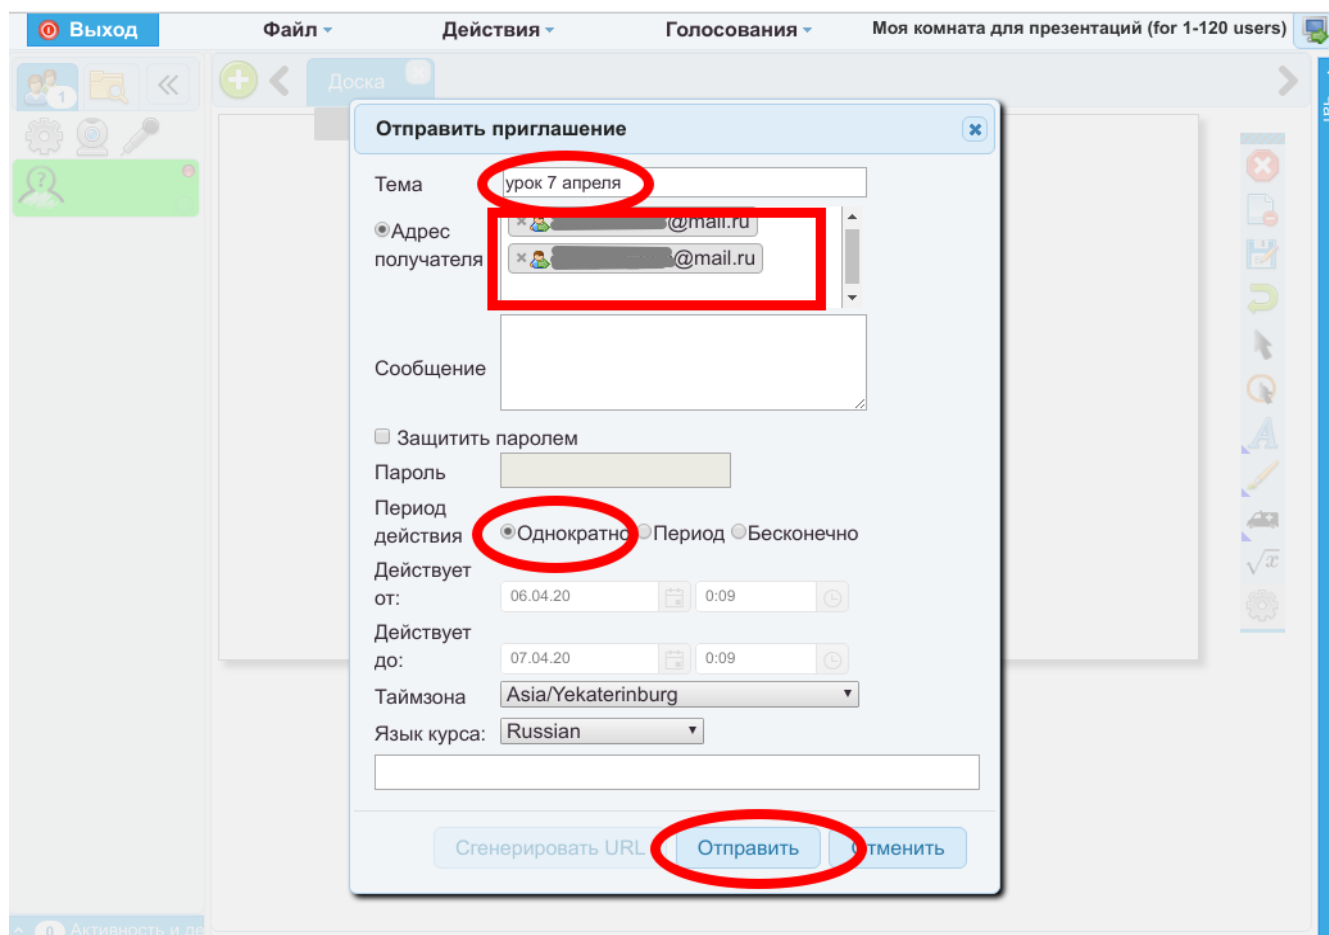 Выход Файл Действия Голосования Моя комната для презентаций (for 1-120 users)
1
Доска
Отправить приглашение
Тема урок 7 апреля
Адрес получателя
@mail.ru
@mail.ru
Сообщение
Защитить паролем
Пароль
Период действия
Однократно Период Бесконечно
Действует от: 06.04.20 0:09
Действует до: 07.04.20 0:09
Таймзона Asia/Yekaterinburg
Язык курса: Russian
Сгенерировать URL Отправить Отменить
0 Активность и